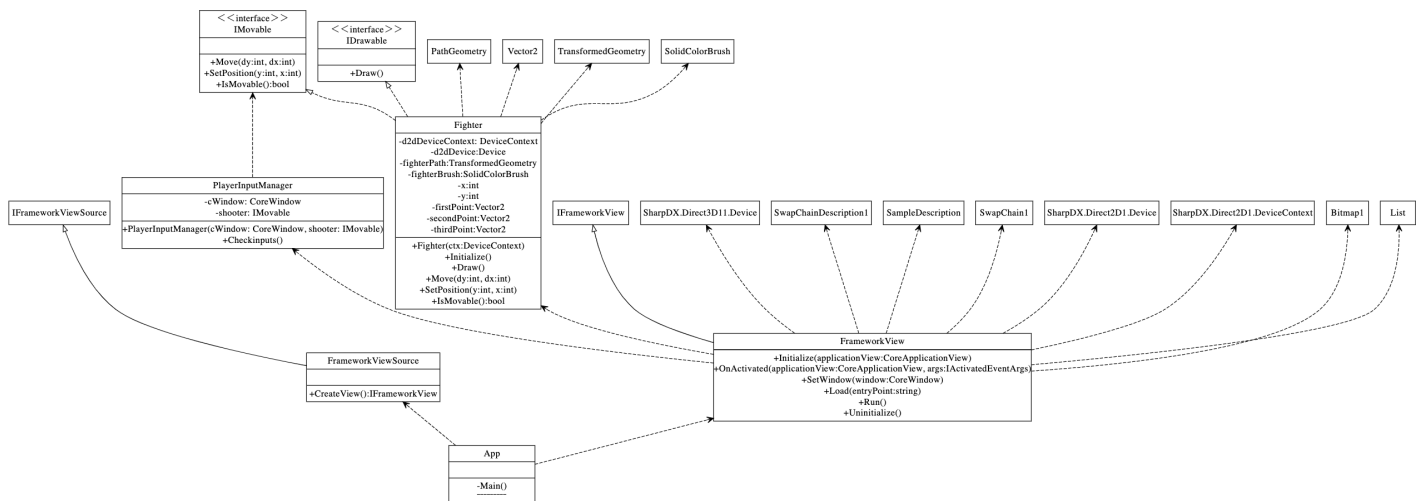 <<interface>>
IMovable
+Move(dy:int, dx:int)
+SetPosition(y:int, x:int)
+IsMovable():bool
<<interface>>
IDrawable
+Draw()
PathGeometry
Vector2
TransformedGeometry
SolidColorBrush
Fighter
-d2dDeviceContext: DeviceContext
-d2dDevice:Device
-fighterPath:TransformedGeometry
-fighterBrush:SolidColorBrush
-x:int
-y:int
-firstPoint:Vector2
-secondPoint:Vector2
-thirdPoint:Vector2
+Fighter(ctx:DeviceContext)
+Initialize()
+Draw()
+Move(dy:int, dx:int)
+SetPosition(y:int, x:int)
+IsMovable():bool
PlayerInputManager
-cWindow: CoreWindow
-shooter: IMovable
+PlayerInputManager(cWindow: CoreWindow, shooter: IMovable)
+Checkinputs()
IFrameworkViewSource
IFrameworkView
SharpDX.Direct3D11.Device
SwapChainDescription1
SampleDescription
SwapChain1
SharpDX.Direct2D1.Device
SharpDX.Direct2D1.DeviceContext
Bitmap1
List
FrameworkView
+Initialize(applicationView:CoreApplicationView)
+OnActivated(applicationView:CoreApplicationView, args:IActivatedEventArgs)
+SetWindow(window:CoreWindow)
+Load(entryPoint:string)
+Run()
+Uninitialize()
FrameworkViewSource
+CreateView():IFrameworkView
App
-Main()